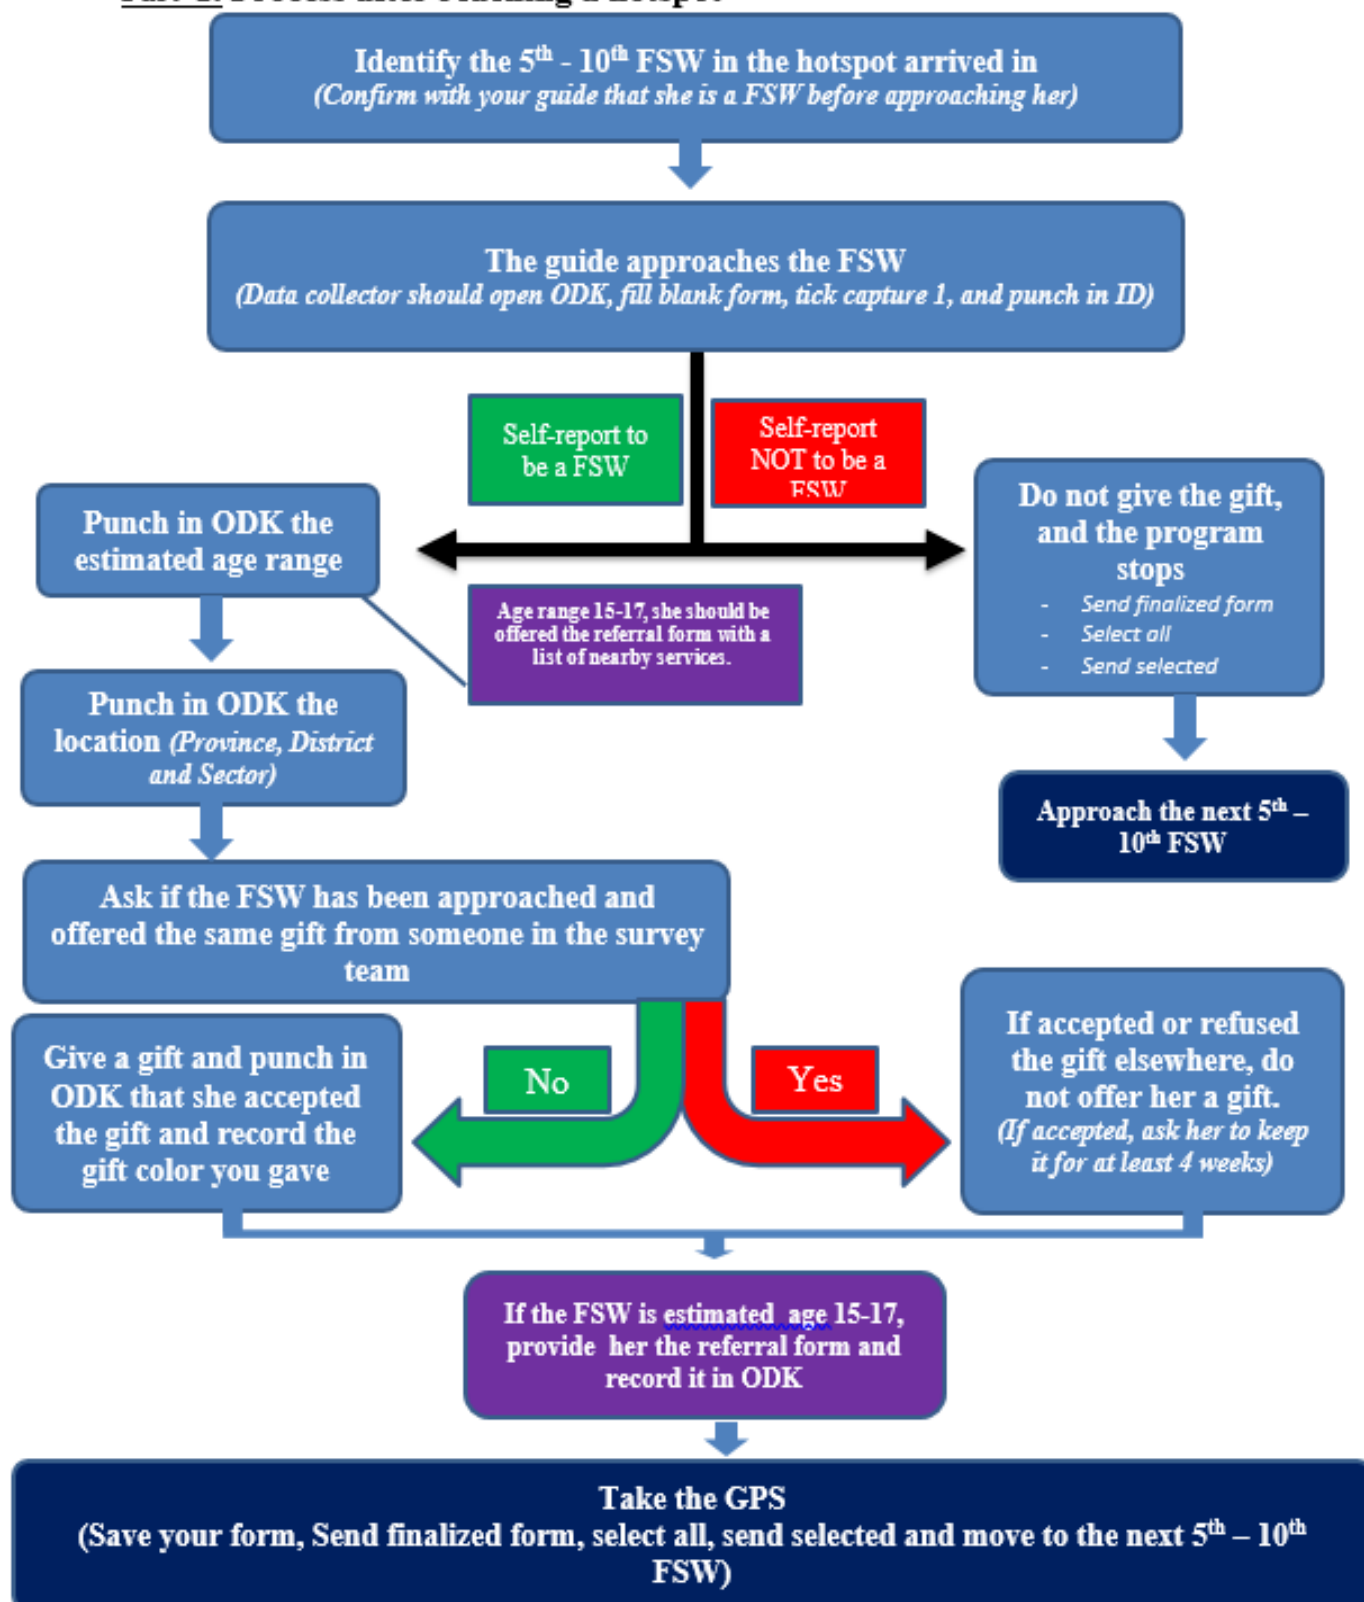 Identify the 5th - 10th FSW in the hotspot arrived in
(Confirm with your guide that she is a FSW before approaching her)
The guide approaches the FSW
(Data collector should open ODK, fill blank form, tick capture 1, and punch in ID)
Self-report to
be a FSW
Self-report
NOT to be a
FSW
Punch in ODK the
estimated age range
Do not give the gift,
and the program
stops
- Send finalized form
- Select all
- Send selected
Age range 15-17, she should be
offered the referral form with a
list of nearby services.
Punch in ODK the
location (Province, District
and Sector)
Approach the next 5th –
10th FSW
Ask if the FSW has been approached and
offered the same gift from someone in the survey
team
Give a gift and punch in
ODK that she accepted
the gift and record the
gift color you gave
No
Yes
If accepted or refused
the gift elsewhere, do
not offer her a gift.
(If accepted, ask her to keep
it for at least 4 weeks)
If the FSW is estimated age 15-17,
provide her the referral form and
record it in ODK
Take the GPS
(Save your form, Send finalized form, select all, send selected and move to the next 5th – 10th
FSW)